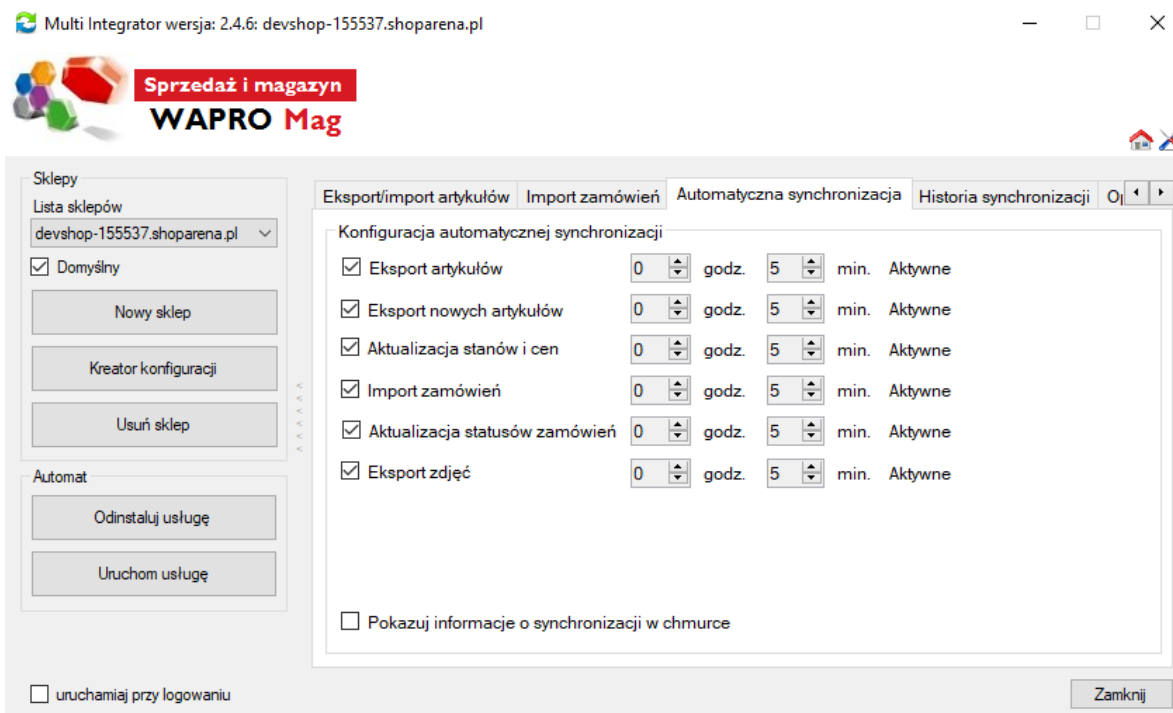 Multi Integrator wersja: 2.4.6: devshop-155537.shoparena.pl
Sprzedaż i magazyn
WAPRO Mag
Sklepy
Lista sklepów
devshop-155537.shoparena.pl
Domyślny
Nowy sklep
Kreator konfiguracji
Usuń sklep
Automat
Odinstaluj usługę
Uruchom usługę
uruchamiaj przy logowaniu
Eksport/import artykułów Import zamówień Automatyczna synchronizacja Historia synchronizacji
Konfiguracja automatycznej synchronizacji
Eksport artykułów 0 godz. 5 min. Aktywne
Eksport nowych artykułów 0 godz. 5 min. Aktywne
Aktualizacja stanów i cen 0 godz. 5 min. Aktywne
Import zamówień 0 godz. 5 min. Aktywne
Aktualizacja statusów zamówień 0 godz. 5 min. Aktywne
Eksport zdjęć 0 godz. 5 min. Aktywne
Pokazuj informacje o synchronizacji w chmurce
Zamknij